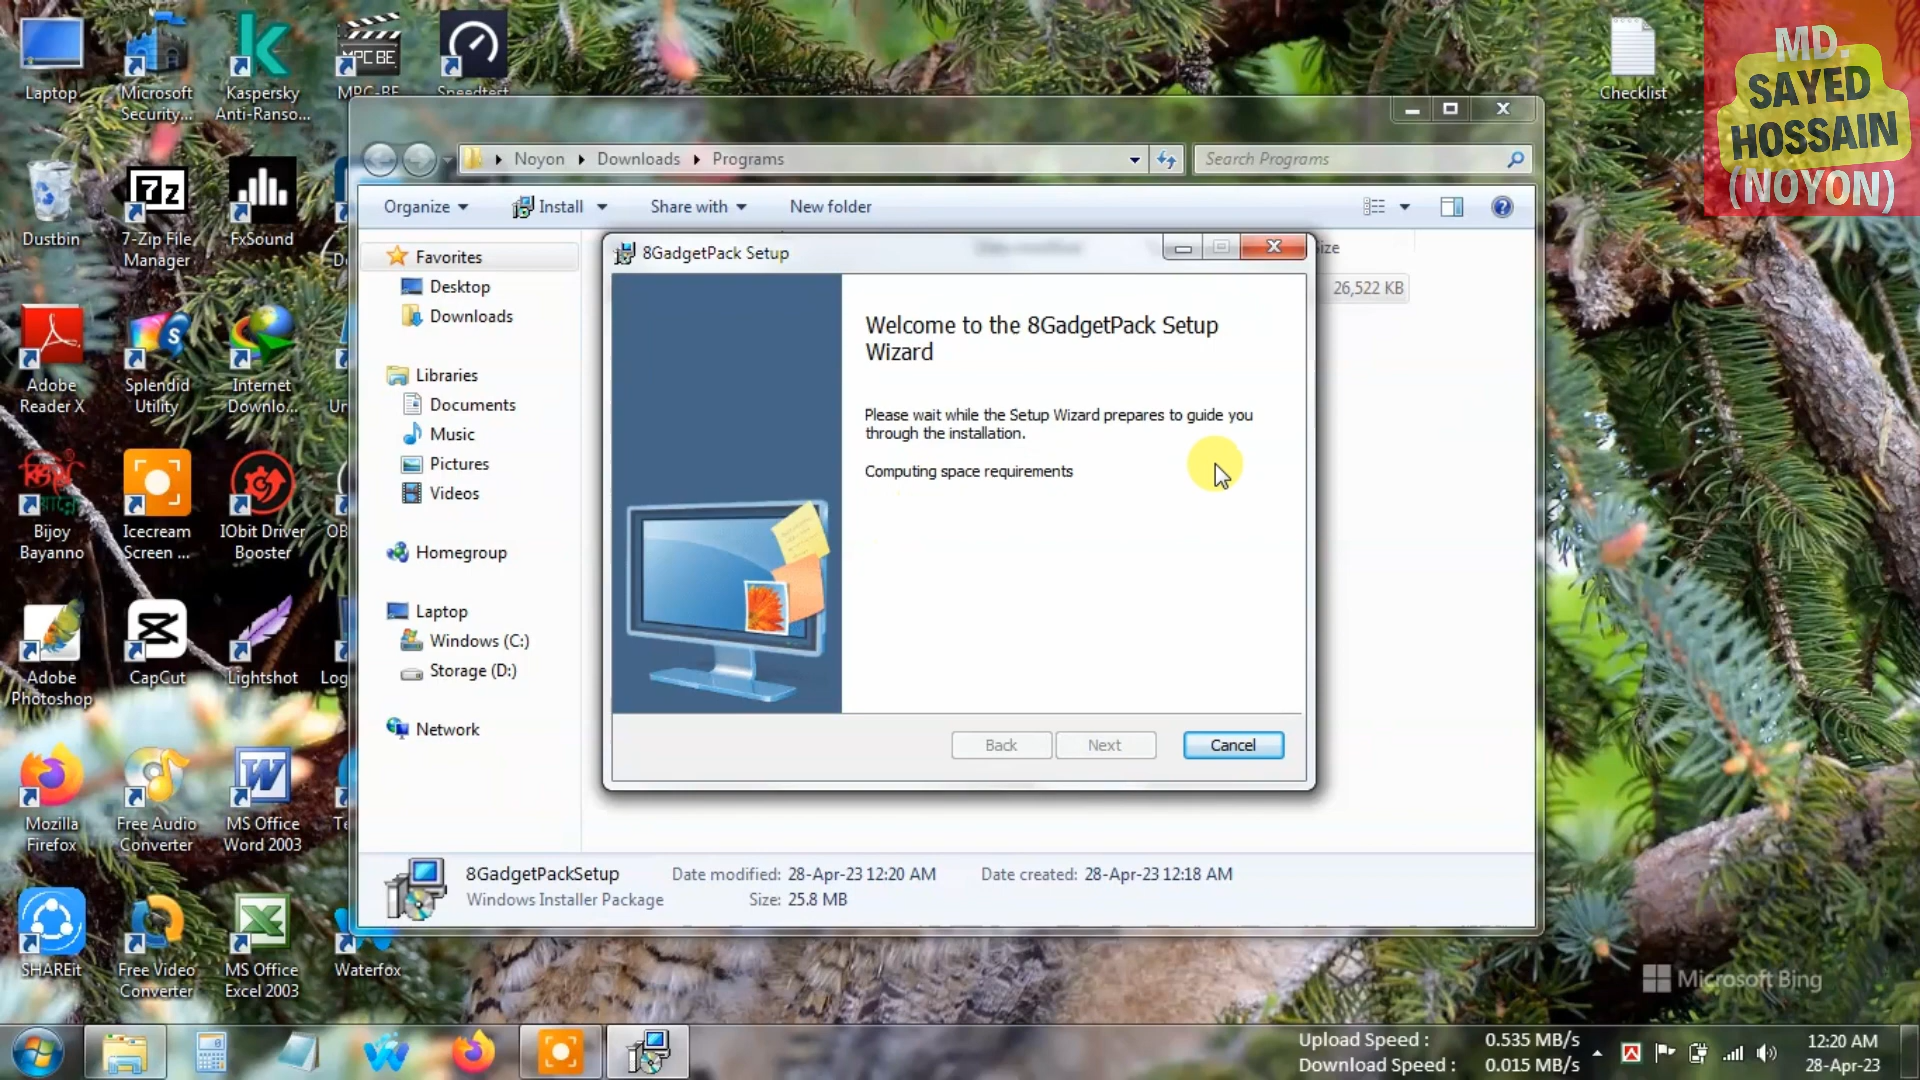 Laptop
Microsoft
Security...
Kaspersky
Anti-Ranso...
MPC BE
MPC-BE
Speedtest
Checklist
MD.
SAYED
HOSSAIN
(NOYON)
Noyon
Downloads
Programs
Search Programs
Organize
Install
Share with
New folder
Dustbin
7z
7-Zip File
Manager
FxSound
Favorites
Desktop
Downloads
Libraries
Documents
Music
Pictures
Videos
Homegroup
Laptop
Windows (C:)
Storage (D:)
Network
8GadgetPack Setup
Size
26,522 KB
Welcome to the 8GadgetPack Setup
Wizard
Please wait while the Setup Wizard prepares to guide you
through the installation.
Computing space requirements
Back
Next
Cancel
Adobe
Reader X
Splendid
Utility
Internet
Downlo...
Bijoy
Bayanno
Icecream
Screen ...
IObit Driver
Booster
Adobe
Photoshop
CapCut
Lightshot
Mozilla
Firefox
Free Audio
Converter
MS Office
Word 2003
SHAREit
Free Video
Converter
MS Office
Excel 2003
Waterfox
8GadgetPackSetup
Windows Installer Package
Date modified: 28-Apr-23 12:20 AM
Size: 25.8 MB
Date created: 28-Apr-23 12:18 AM
Microsoft Bing
Upload Speed : 0.535 MB/s
Download Speed : 0.015 MB/s
12:20 AM
28-Apr-23